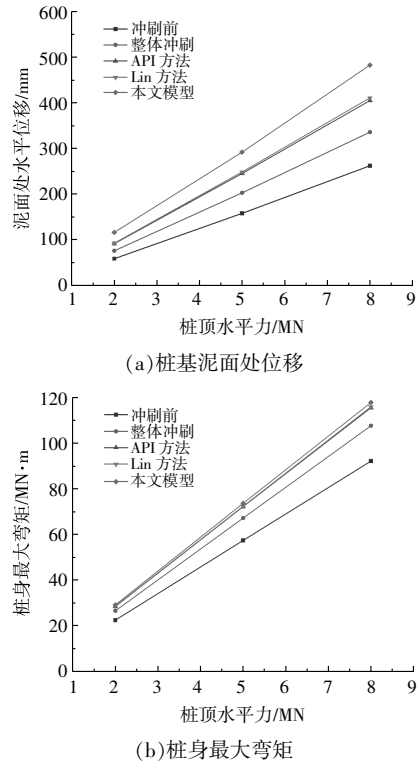 600
500
400
300
200
100
0
泥面处水平位移/mm
冲刷前
整体冲刷
API 方法
Lin 方法
本文模型
1 2 3 4 5 6 7 8 9
桩顶水平力/MN
(a)桩基泥面处位移
120
100
80
60
40
20
0
桩身最大弯矩/MN·m
冲刷前
整体冲刷
API 方法
Lin 方法
本文模型
1 2 3 4 5 6 7 8 9
桩顶水平力/MN
(b)桩身最大弯矩